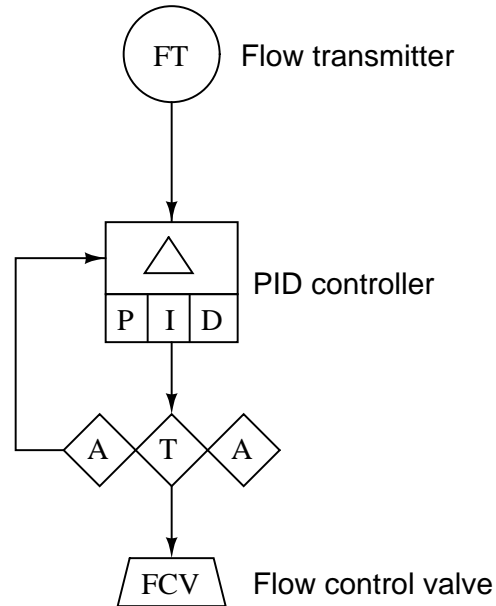 FT Flow transmitter
PID controller
P I D
A T A
FCV Flow control valve